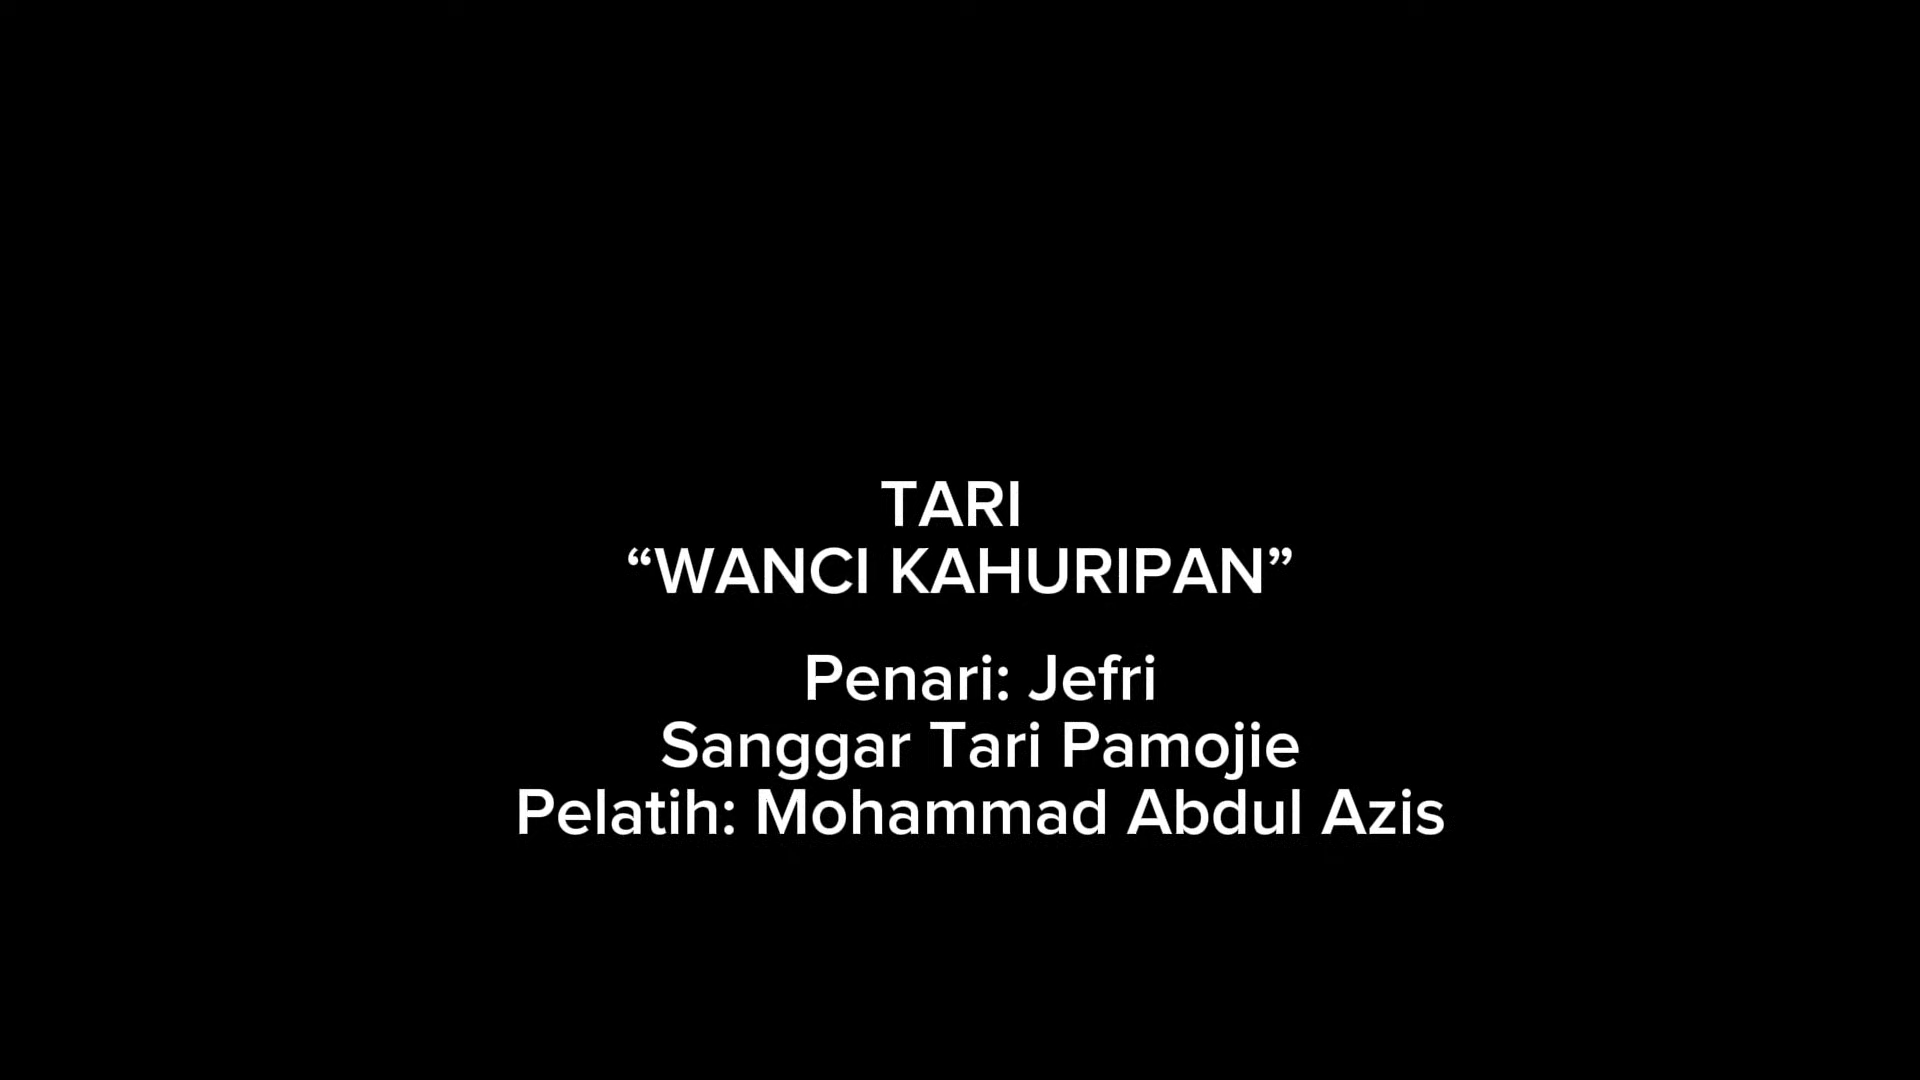 TARI
“WANCI KAHURIPAN”
Penari: Jefri
Sanggar Tari Pamojie
Pelatih: Mohammad Abdul Azis